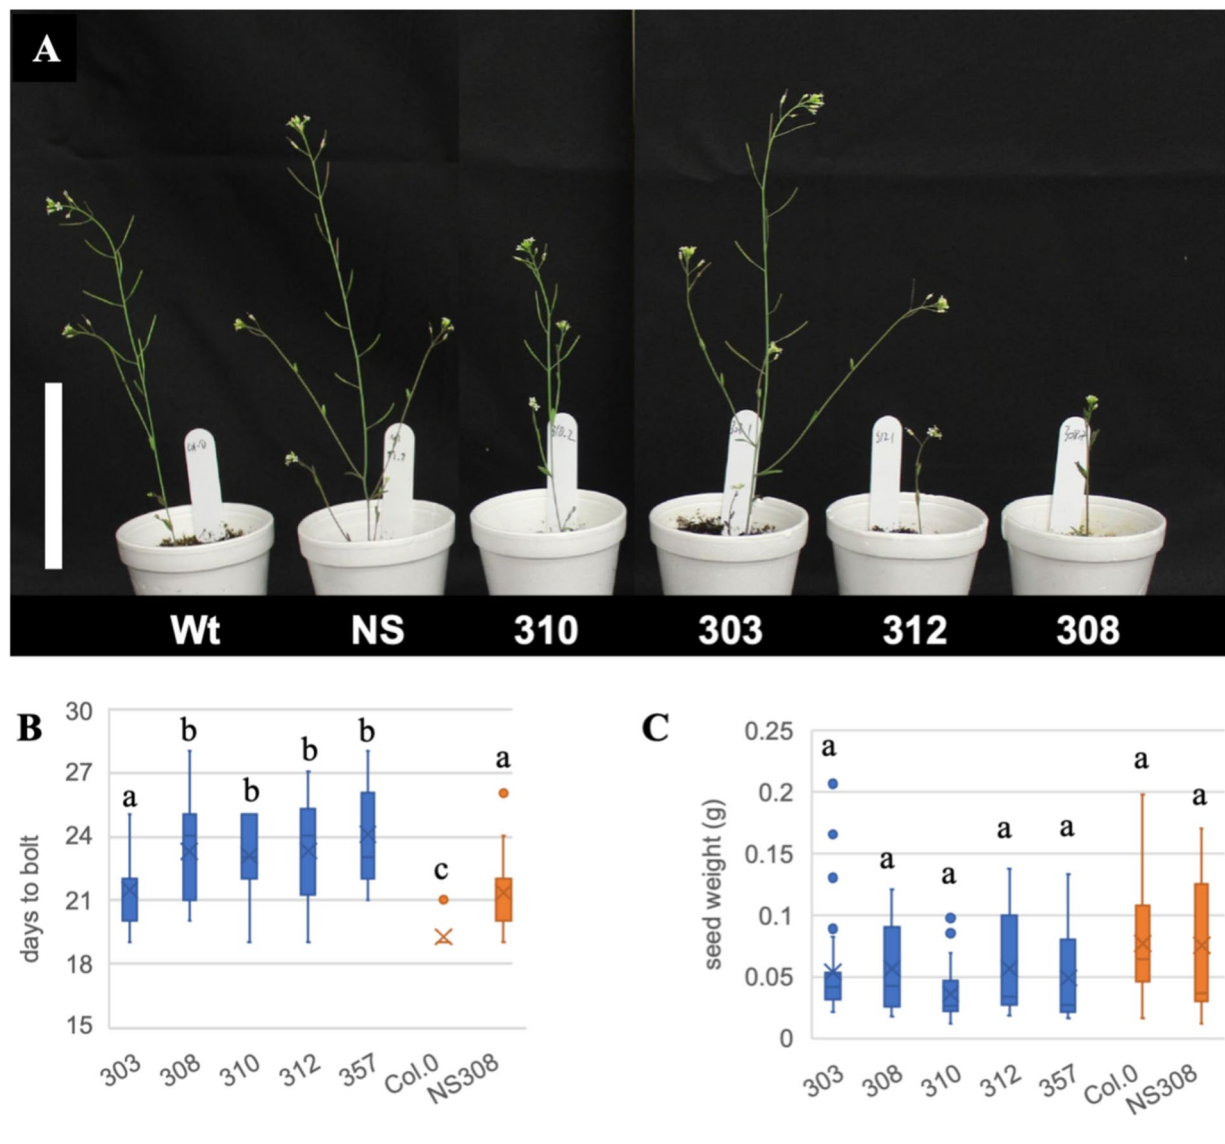 A
Wt NS 310 303 312 308
B
days to bolt
30
27
24
21
18
15
a b b b b c a
303 308 310 312 357 Col.0 NS308
C
seed weight (g)
0.25
0.2
0.15
0.1
0.05
0
a a a a a a a
303 308 310 312 357 Col.0 NS308